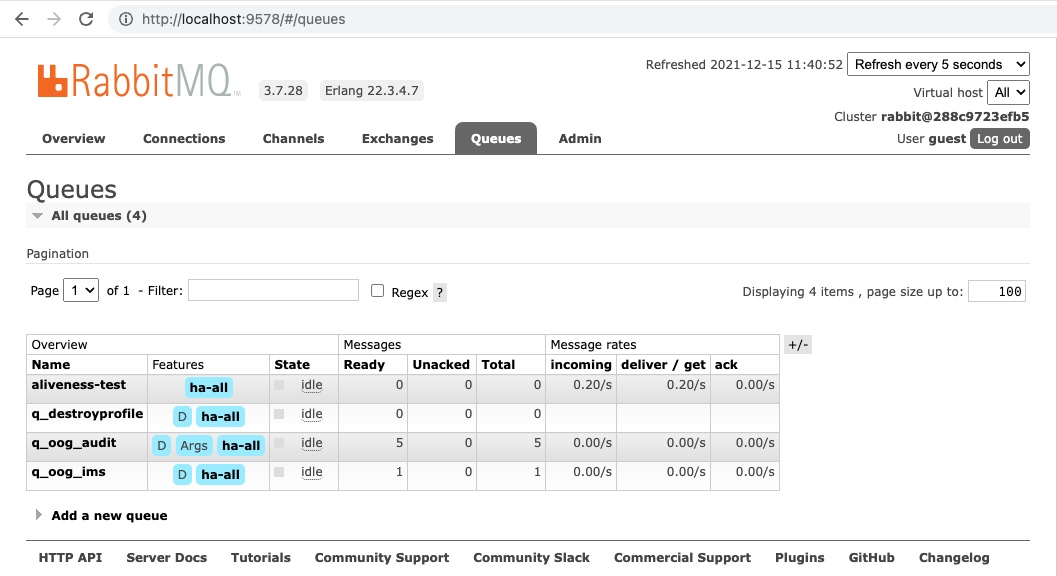 http://localhost:9578/#/queues
RabbitMQ TM 3.7.28 Erlang 22.3.4.7
Refreshed 2021-12-15 11:40:52 Refresh every 5 seconds
Virtual host All
Cluster rabbit@288c9723efb5
User guest Log out
Overview Connections Channels Exchanges Queues Admin
Queues
All queues (4)
Pagination
Page 1 of 1 - Filter: Regex ? Displaying 4 items , page size up to: 100
Overview Messages Message rates +/-
Name Features State Ready Unacked Total incoming deliver / get ack
aliveness-test ha-all idle 0 0 0 0.20/s 0.20/s 0.00/s
q_destroyprofile D ha-all idle 0 0 0
q_oog_audit D Args ha-all idle 5 0 5 0.00/s 0.00/s 0.00/s
q_oog_ims D ha-all idle 1 0 1 0.00/s 0.00/s 0.00/s
Add a new queue
HTTP API Server Docs Tutorials Community Support Community Slack Commercial Support Plugins GitHub Changelog